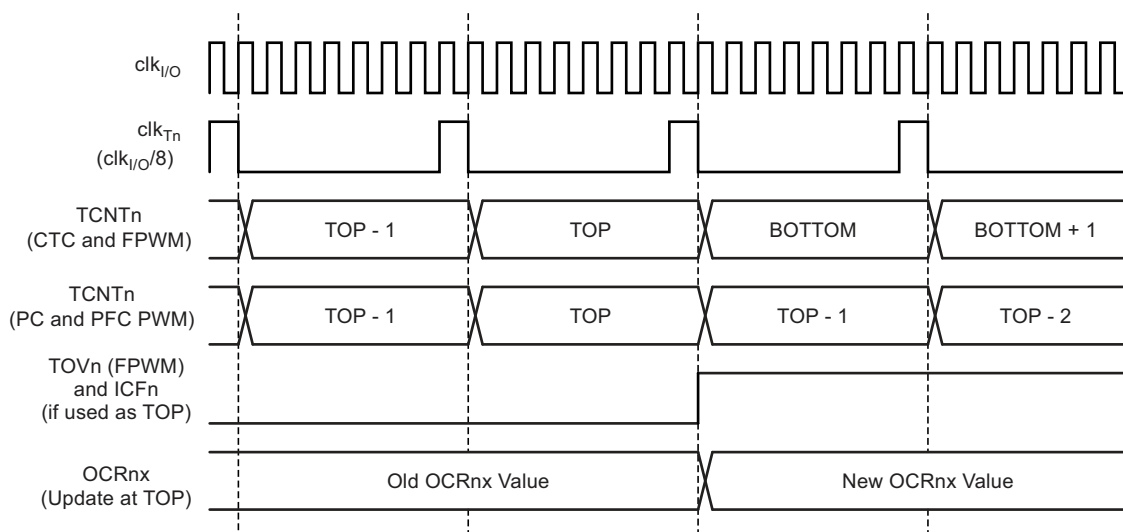 clkI/O
clkTn
(clkI/O/8)
TCNTn
(CTC and FPWM)
TOP - 1
TOP
BOTTOM
BOTTOM + 1
TCNTn
(PC and PFC PWM)
TOP - 1
TOP
TOP - 1
TOP - 2
TOVn (FPWM)
and ICFn
(if used as TOP)
OCRnx
(Update at TOP)
Old OCRnx Value
New OCRnx Value